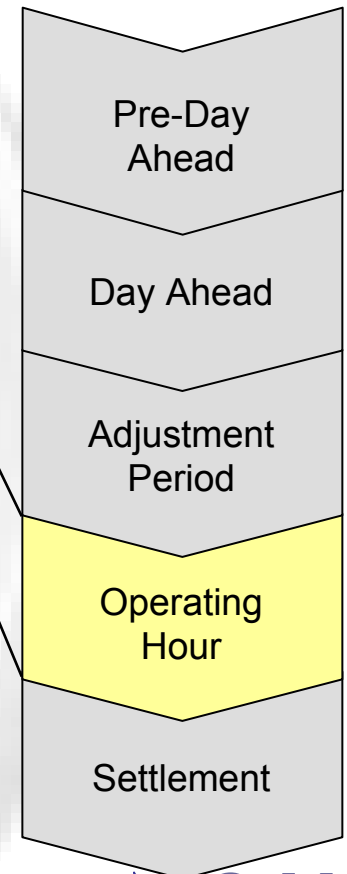 Pre-Day
Ahead
Day Ahead
Adjustment
Period
Operating
Hour
Settlement